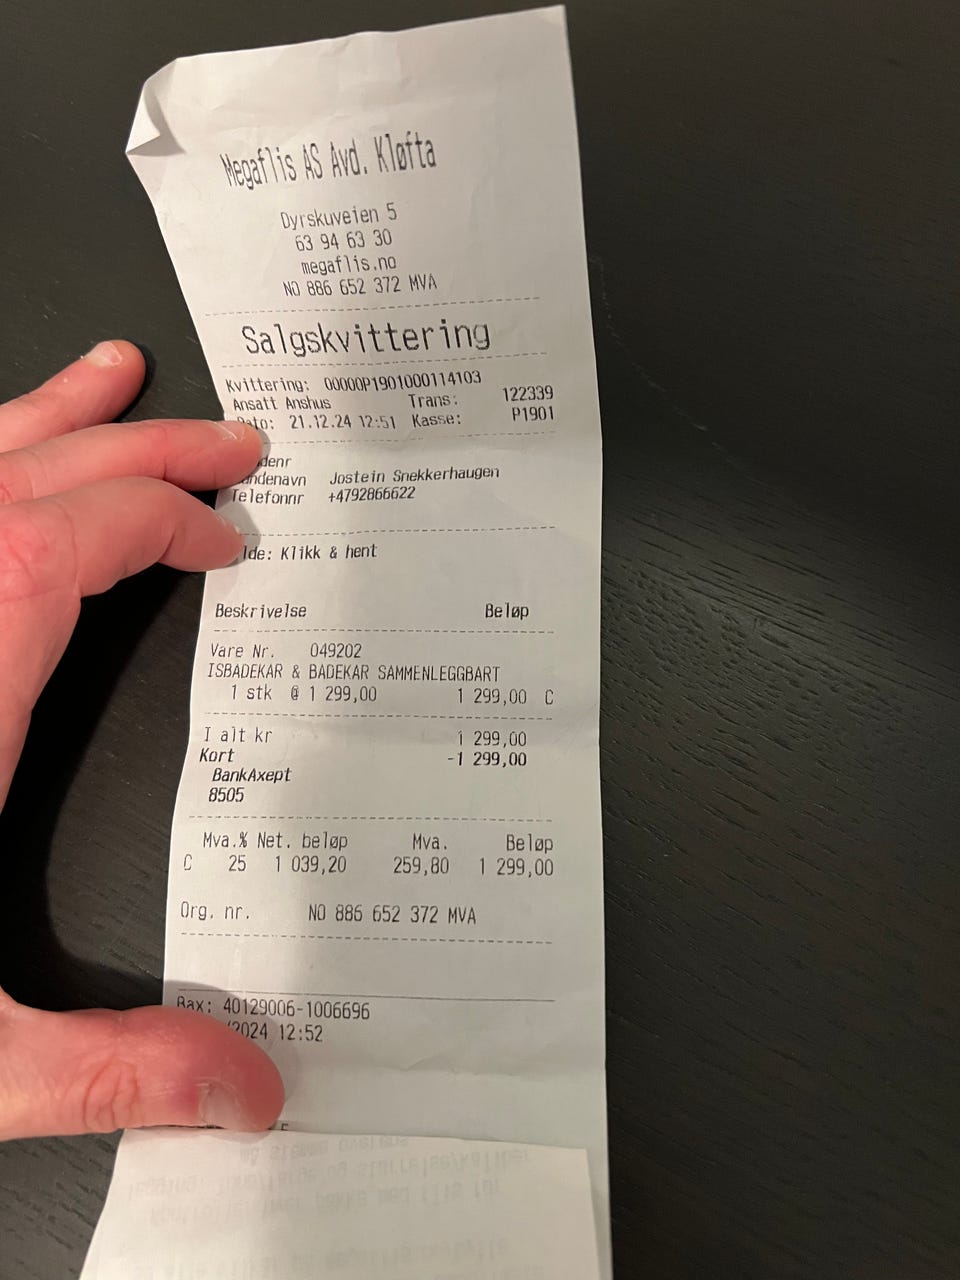 Megaflis AS Avd. Kløfta
Dyrskuveien 5
63 94 63 30
megaflis.no
NO 886 652 372 MVA
Salgskvittering
Kvittering: 00000P1901000114103
Ansatt Anshus Trans: 122339
Dato: 21.12.24 12:51 Kasse: P1901
denr
undenavn Jostein Snekkerhaugen
Telefonnr +4792866622
lde: Klikk & hent
Beskrivelse Beløp
Vare Nr. 049202
ISBADEKAR & BADEKAR SAMMENLEGGBART
1 stk @ 1 299,00 1 299,00 C
I alt kr 1 299,00
Kort -1 299,00
BankAxept
8505
Mva.% Net. beløp Mva. Beløp
C 25 1 039,20 259,80 1 299,00
Org. nr. NO 886 652 372 MVA
Bax: 40129006-1006696
/2024 12:52